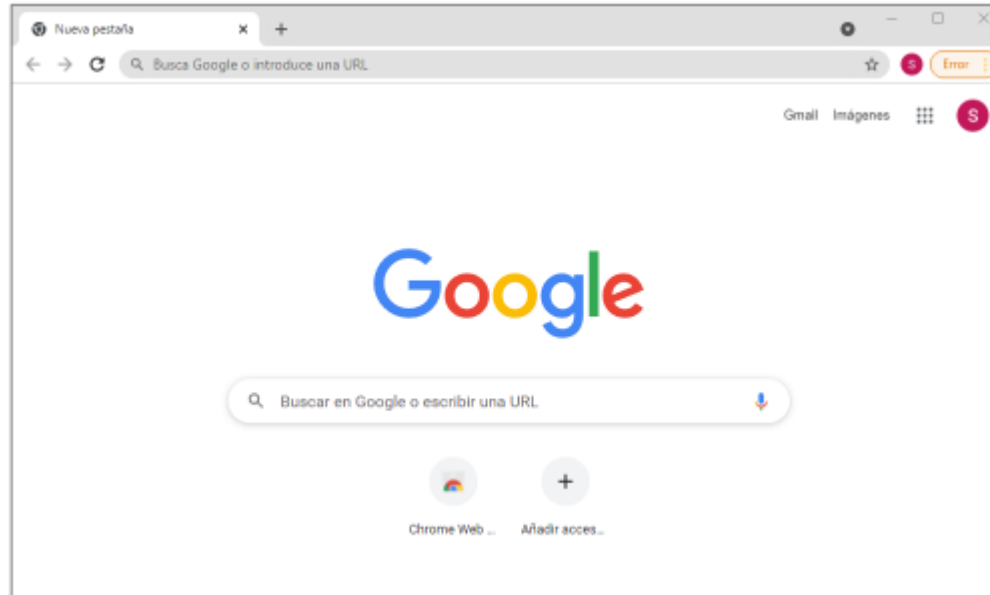 Nueva pestaña
Busca Google o introduce una URL
S
Error
Gmail Imágenes
S
Google
Buscar en Google o escribir una URL
Chrome Web ... Añadir acces...